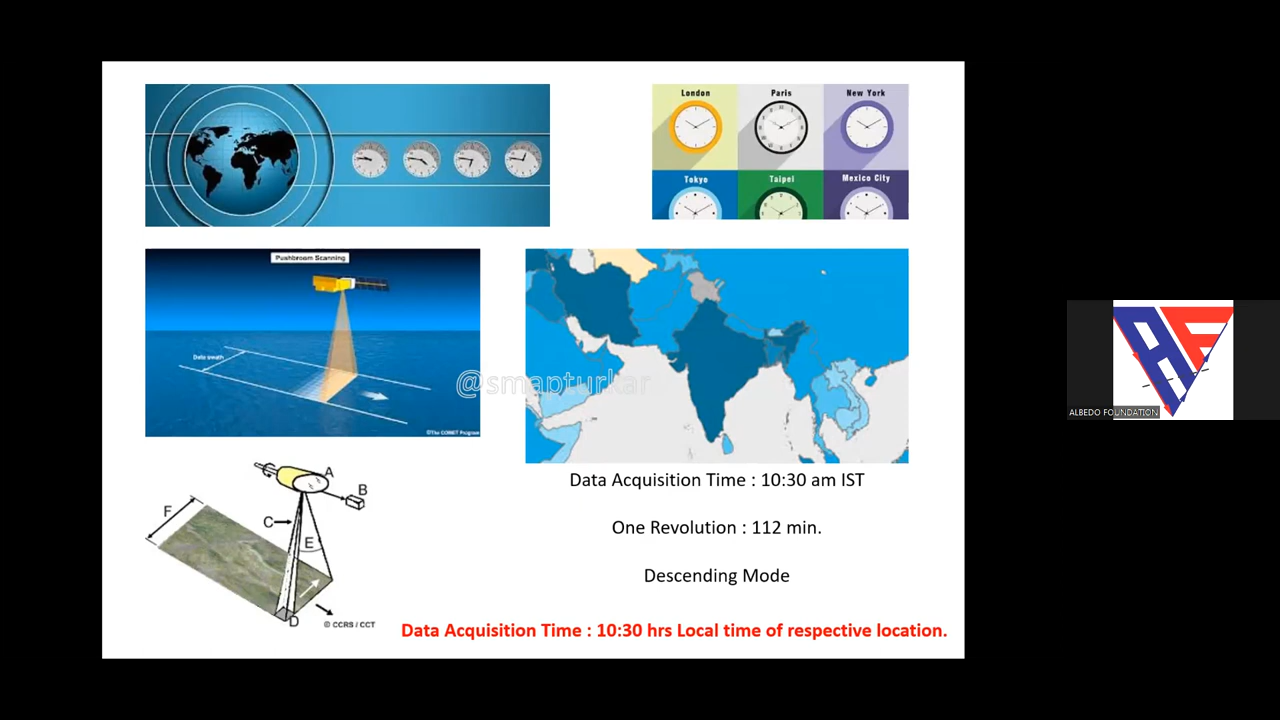 London
Paris
New York
Tokyo
Taipei
Mexico City
Pushbroom Scanning
Data swath
©The COMET Program
@smapturkar
A
B
F
C
E
D
© CCRS / CCT
Data Acquisition Time : 10:30 am IST
One Revolution : 112 min.
Descending Mode
Data Acquisition Time : 10:30 hrs Local time of respective location.
AF
ALBEDO FOUNDATION